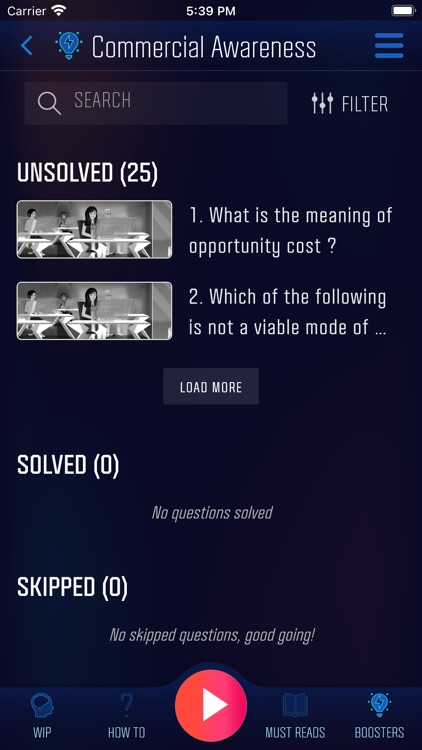 Carrier 5:39 PM
Commercial Awareness
SEARCH
FILTER
UNSOLVED (25)
1. What is the meaning of
opportunity cost ?
2. Which of the following
is not a viable mode of ...
LOAD MORE
SOLVED (0)
No questions solved
SKIPPED (0)
No skipped questions, good going!
WIP
HOW TO
MUST READS
BOOSTERS